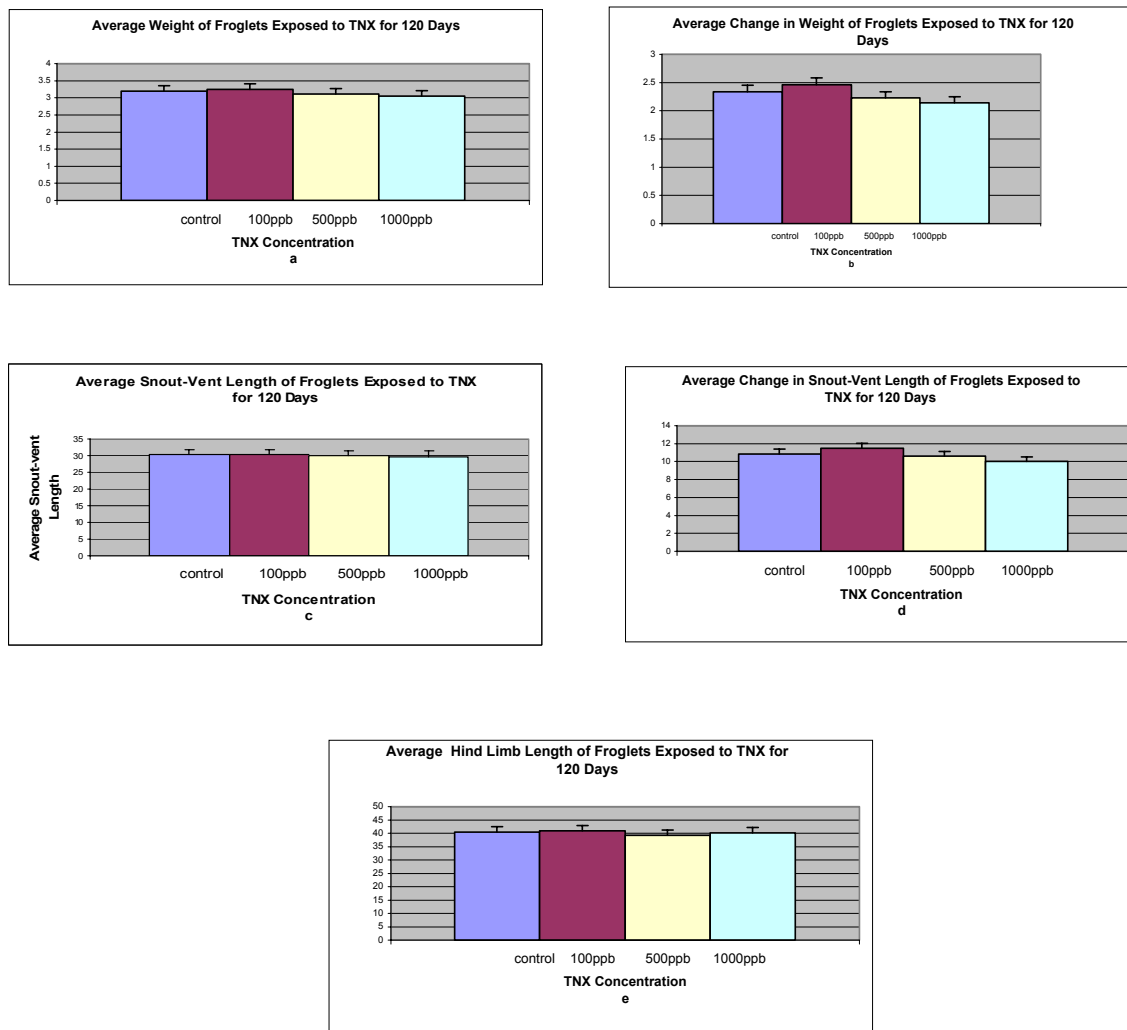 Average Weight of Froglets Exposed to TNX for 120 Days
4
3.5
3
2.5
2
1.5
1
0.5
0
control 100ppb 500ppb 1000ppb
TNX Concentration
a
Average Change in Weight of Froglets Exposed to TNX for 120
Days
3
2.5
2
1.5
1
0.5
0
control 100ppb 500ppb 1000ppb
TNX Concentration
b
Average Snout-Vent Length of Froglets Exposed to TNX
for 120 Days
Average Snout-vent
Length
35
30
25
20
15
10
5
0
control 100ppb 500ppb 1000ppb
TNX Concentration
c
Average Change in Snout-Vent Length of Froglets Exposed to
TNX for 120 Days
14
12
10
8
6
4
2
0
control 100ppb 500ppb 1000ppb
TNX Concentration
d
Average Hind Limb Length of Froglets Exposed to TNX for
120 Days
50
45
40
35
30
25
20
15
10
5
0
control 100ppb 500ppb 1000ppb
TNX Concentration
e